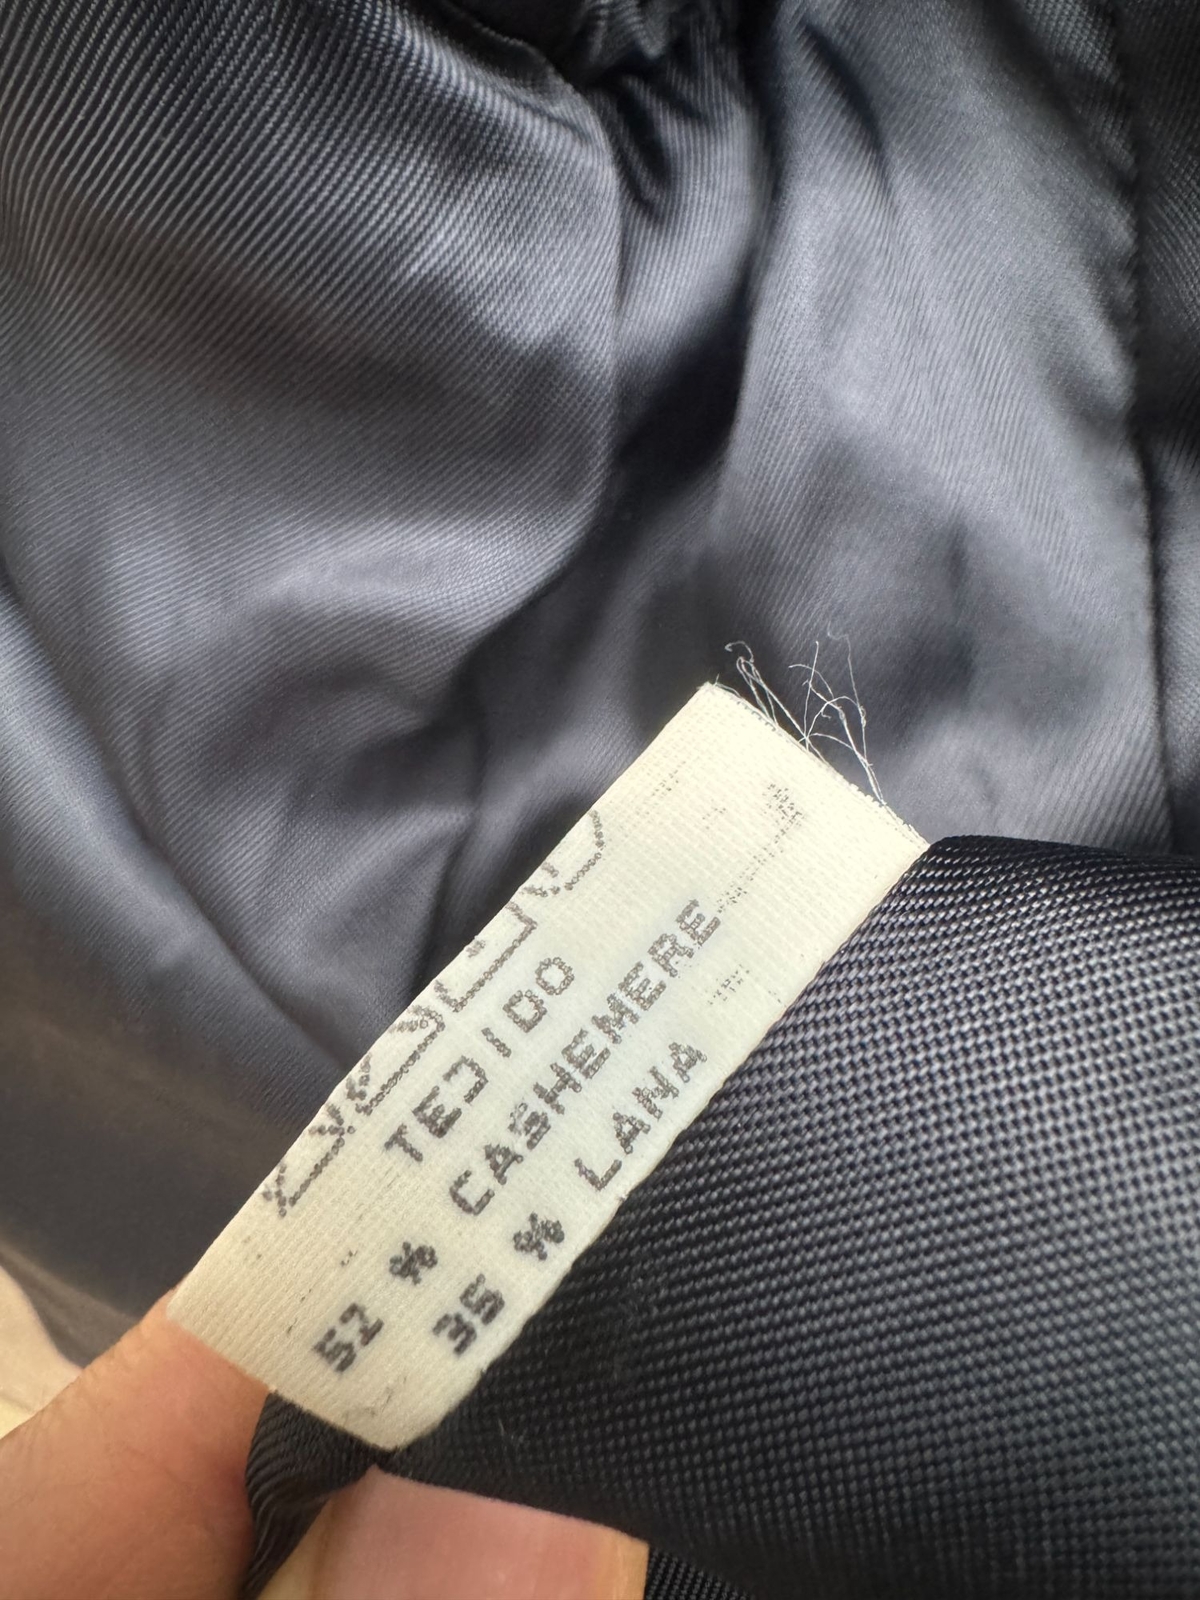 TEJIDO
52 % CASHEMERE
35 % LANA